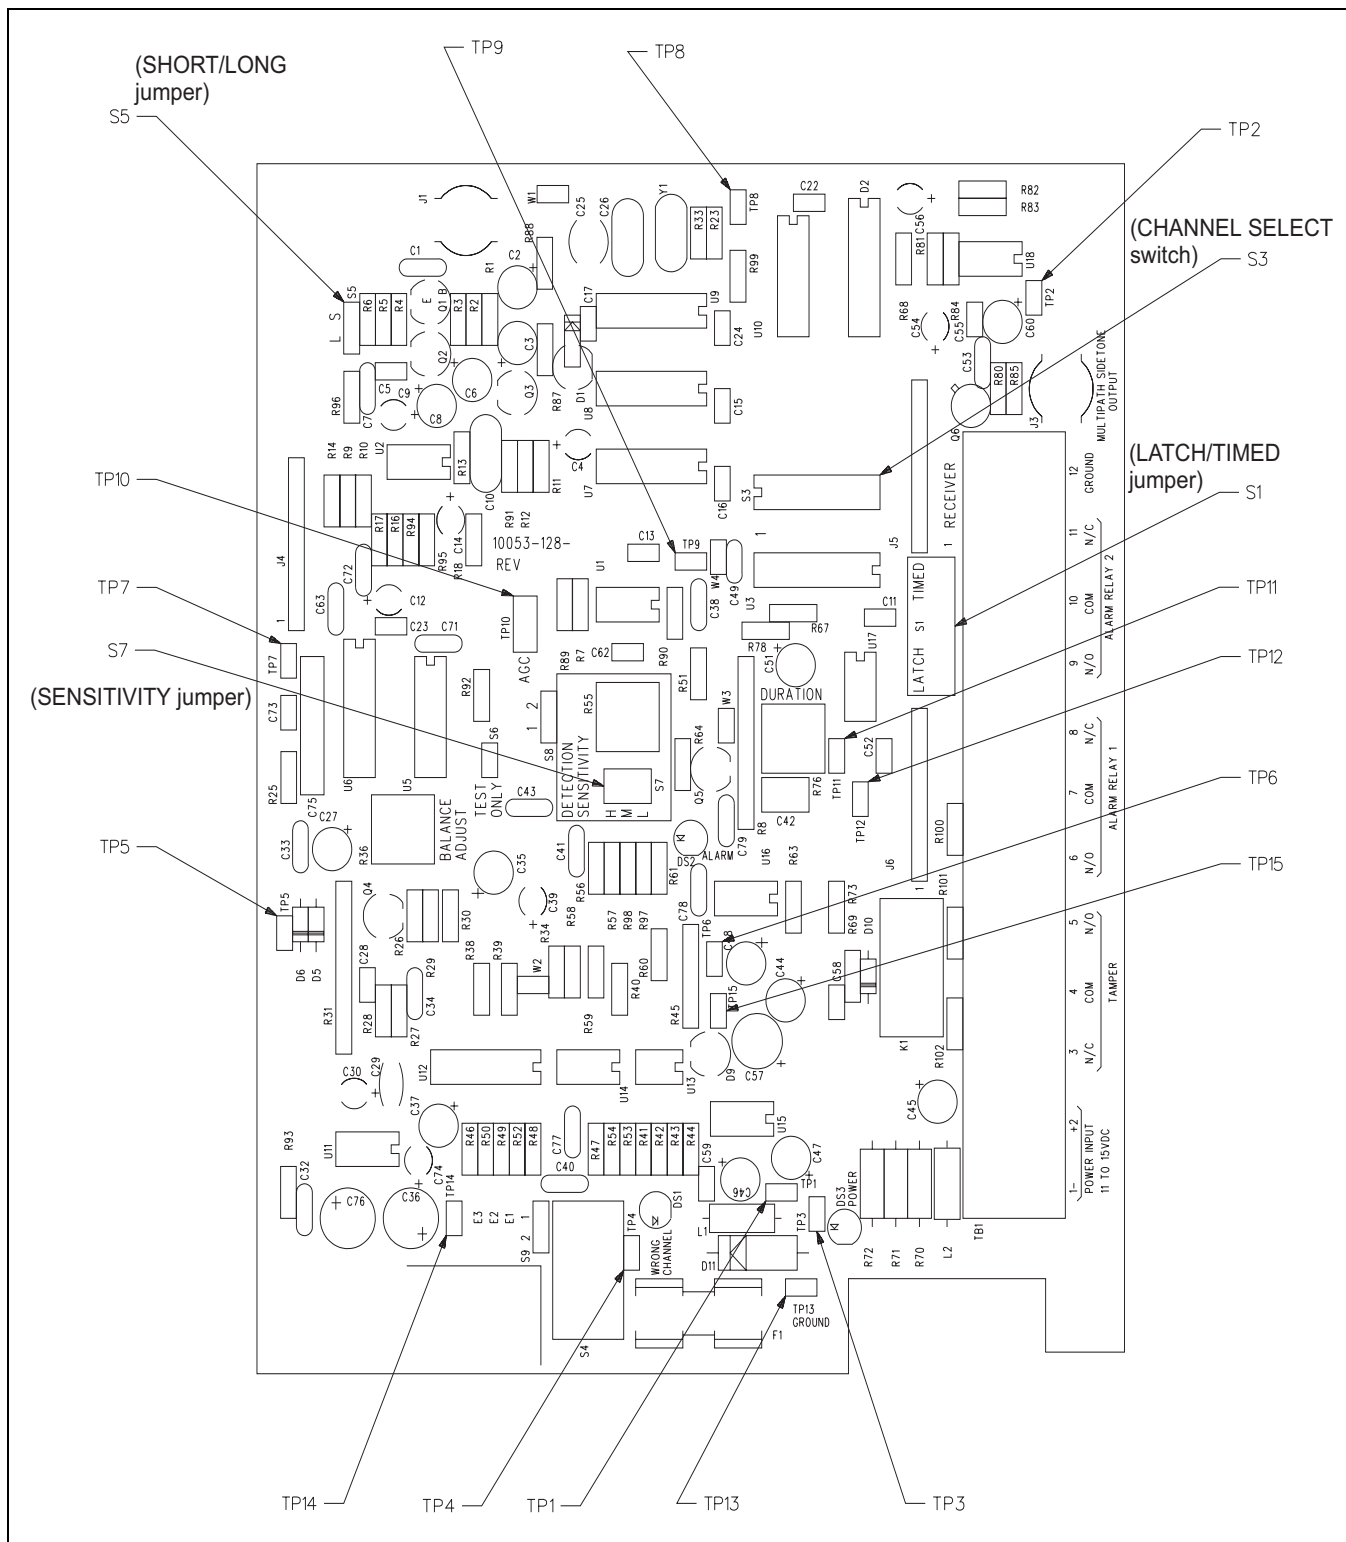 TP9
TP8
(SHORT/LONG
jumper)
S5
TP2
(CHANNEL SELECT
switch)
S3
(LATCH/TIMED
jumper)
S1
TP10
TP7
S7
(SENSITIVITY jumper)
TP5
TP11
TP12
TP6
TP15
TP14
TP4
TP1
TP13
TP3
J1
W1
C25
C26
Y1
R33
R23
TP8
C22
D2
C56
R82
R83
R88
C1
R1
C2
R99
R81
U18
TP2
S5
L S
R6
R5
R4
E
Q1 B
R3
R2
C17
U9
C24
U10
R68
C54
C55
R84
C60
Q2
C3
C53
R80
R85
MULTIPATH SIDETONE
OUTPUT
J3
R96
C7
C5
C9
C8
C6
Q3
R87
D1
U8
C15
Q6
R14
R9
R10
U2
R13
C10
R11
C4
U7
C16
S3
1
J5
1 RECEIVER
12
GROUND
R17
R16
R94
R95
C14
R18
R91
R12
10053-128-
REV
C13
TP9
W4
C49
U3
11
N/C
10
COM
9
N/O
ALARM RELAY 2
J4
1
C72
C63
C12
C23
C71
TP10
AGC
U1
C38
R67
R78
C11
U17
LATCH S1 TIMED
TP7
C73
R25
C75
U6
U5
R92
S6
TEST
ONLY
R89
R7
C62
R90
R51
C51
DURATION
1 2
S8
R55
DETECTION
SENSITIVITY
H M L
S7
R64
W3
Q5
R8
R76
C42
TP11
C52
TP12
8
N/C
7
COM
6
N/O
ALARM RELAY 1
C33
C27
R36
BALANCE
ADJUST
C43
C35
C41
R56
R61
DS2
ALARM
C79
U16
R63
J6
1
R100
R101
TP5
D6
D5
Q4
R26
R30
C39
R34
R58
R57
R98
R97
C78
TP6
R73
R69
D10
5
N/O
4
COM
3
N/C
TAMPER
R31
C28
R28
R27
R29
C34
R38
R39
W2
R59
R40
R60
R45
TP15
C44
C58
K1
R102
C30
C29
U12
U14
U13
D9
C57
C45
R93
C32
U11
C37
C74
R46
R50
R49
R52
R48
C77
R47
R54
R53
R41
R42
R43
R44
C59
U15
C47
+2
1-
POWER INPUT
11 TO 15VDC
C76
C36
TP14
E3
E2
E1
S9 2 1
C40
TP4
DS1
WRONG
CHANNEL
C46
TP1
L1
D11
TP3
DS3
POWER
R72
R71
R70
L2
TB1
S4
F1
TP13
GROUND